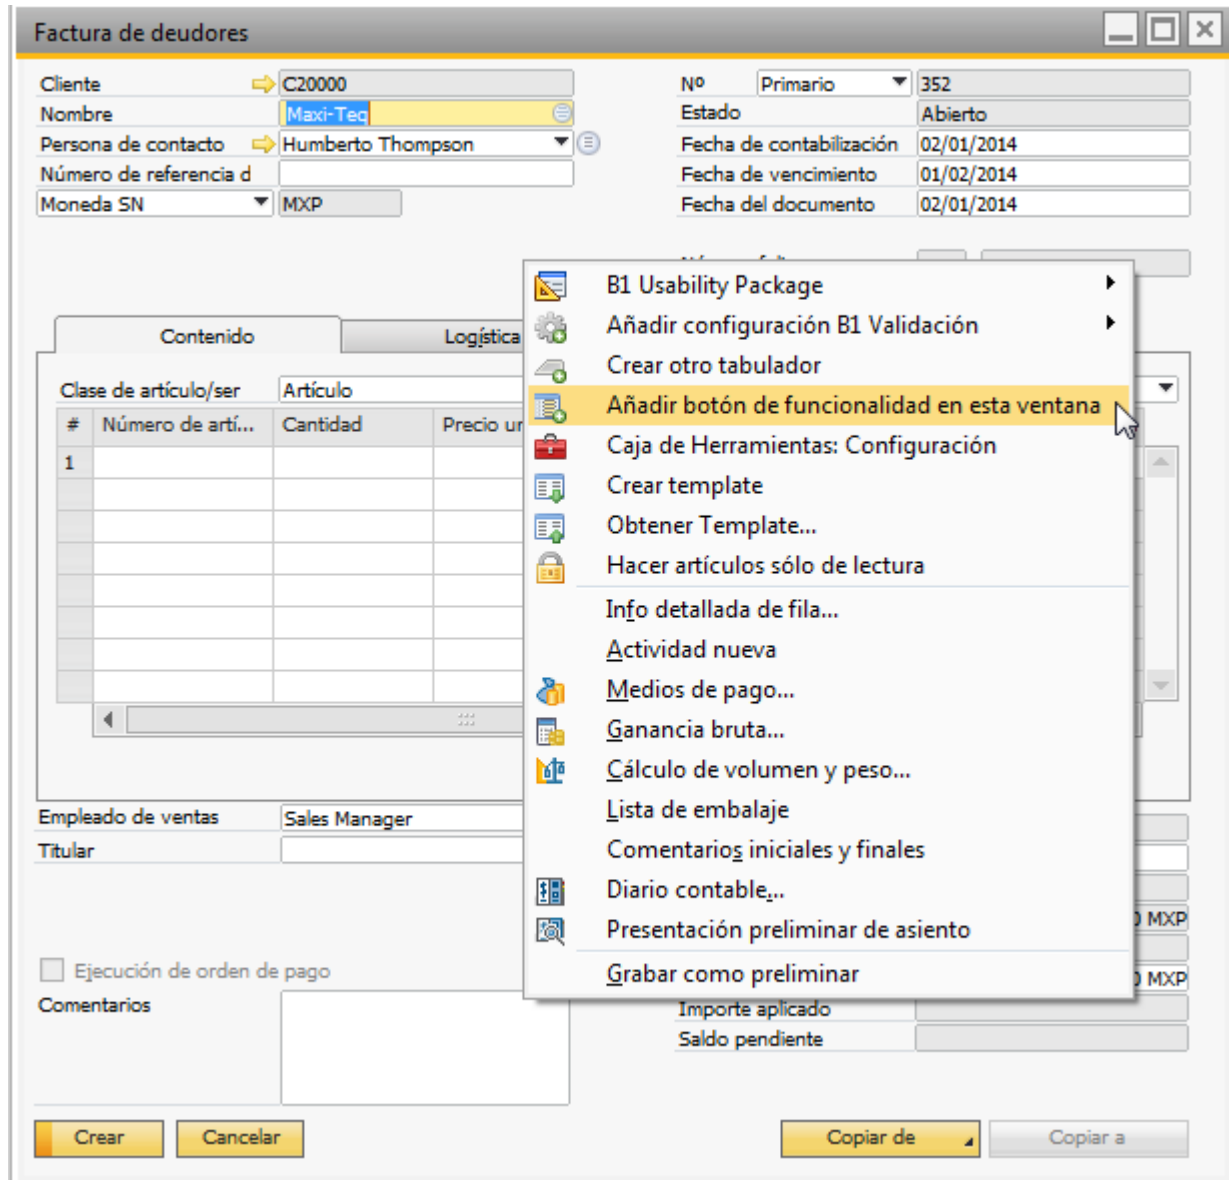 Factura de deudores
Cliente C20000
Nombre Maxi-Teq
Persona de contacto Humberto Thompson
Número de referencia d
Moneda SN MXP
Nº Primario 352
Estado Abierto
Fecha de contabilización 02/01/2014
Fecha de vencimiento 01/02/2014
Fecha del documento 02/01/2014
Contenido Logística
Clase de artículo/ser Artículo
# Número de artí... Cantidad Precio ur
1
B1 Usability Package
Añadir configuración B1 Validación
Crear otro tabulador
Añadir botón de funcionalidad en esta ventana
Caja de Herramientas: Configuración
Crear template
Obtener Template...
Hacer artículos sólo de lectura
Info detallada de fila...
Actividad nueva
Medios de pago...
Ganancia bruta...
Cálculo de volumen y peso...
Lista de embalaje
Comentarios iniciales y finales
Diario contable...
Presentación preliminar de asiento
Grabar como preliminar
Empleado de ventas Sales Manager
Titular
MXP
MXP
Ejecución de orden de pago
Comentarios
Importe aplicado
Saldo pendiente
Crear Cancelar Copiar de Copiar a